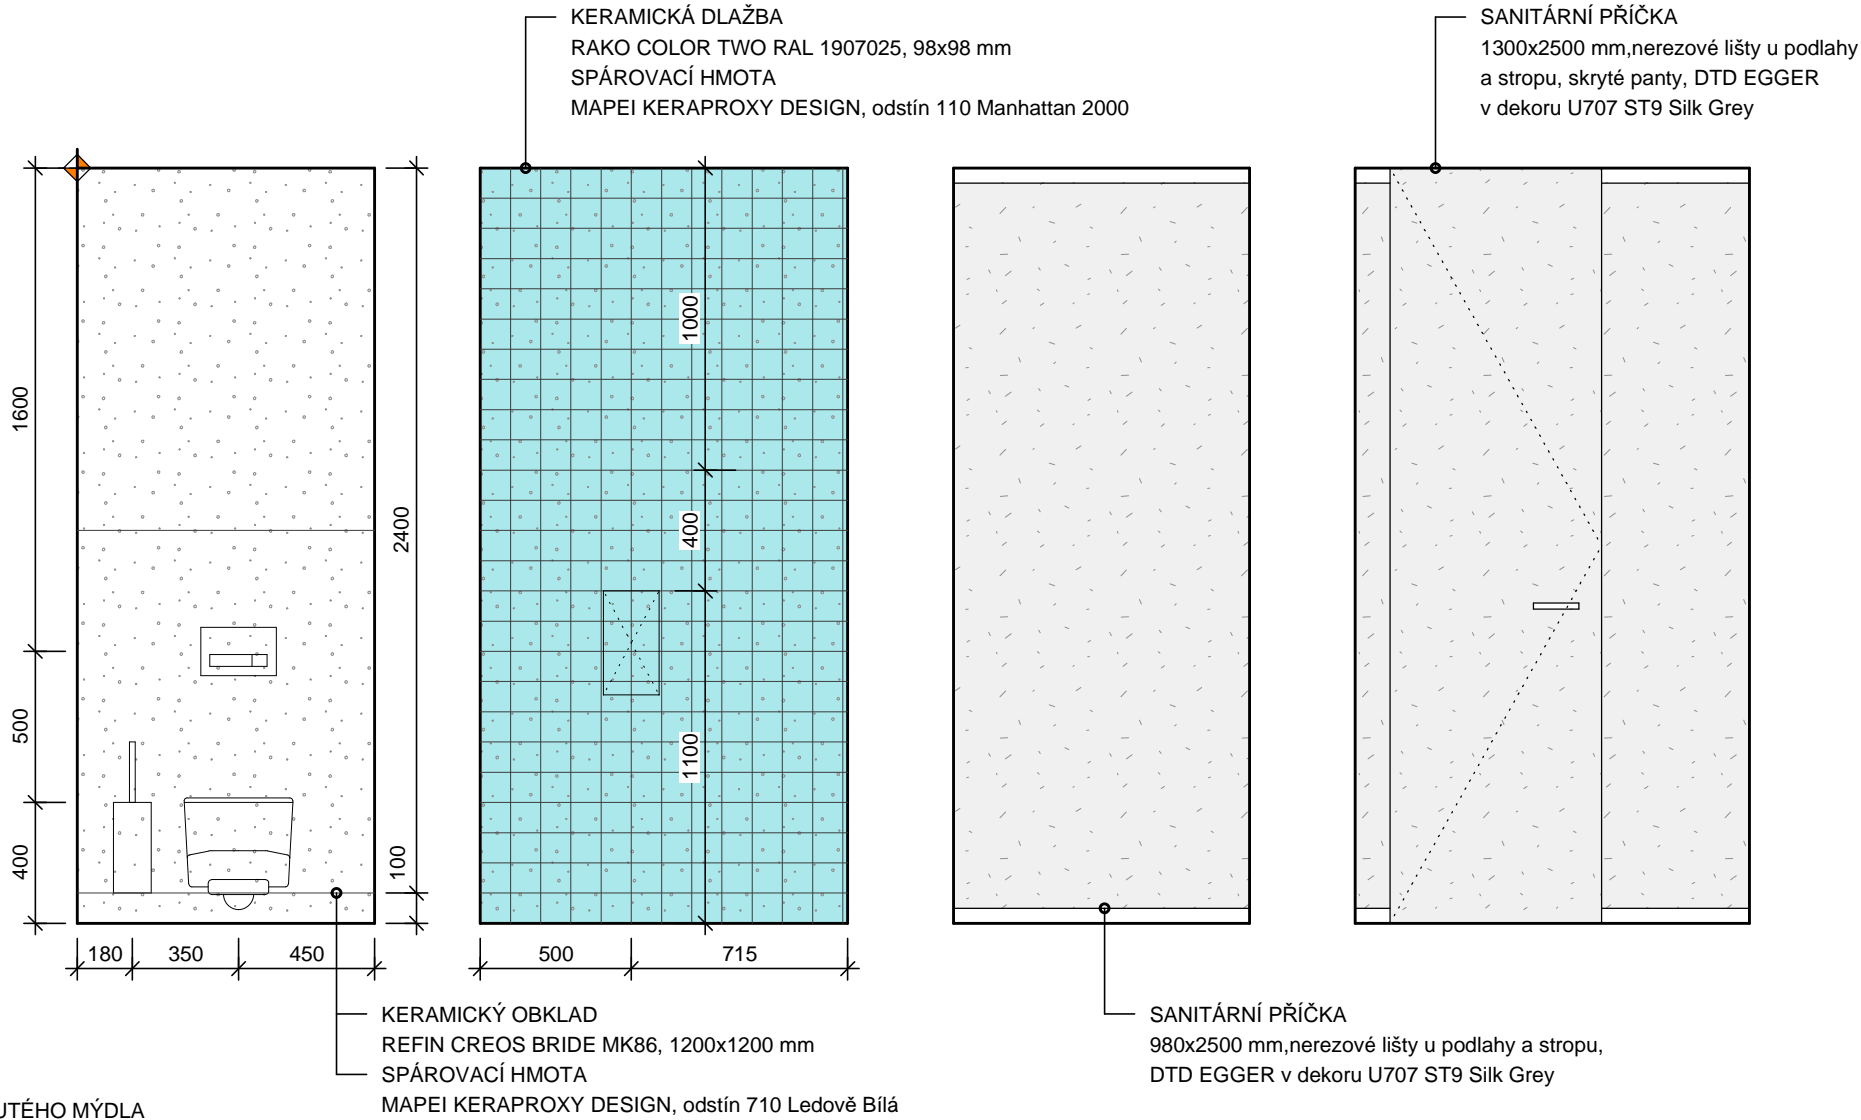 KERAMICKÁ DLAŽBA
RAKO COLOR TWO RAL 1907025, 98x98 mm
SPÁROVACÍ HMOTA
MAPEI KERAPROXY DESIGN, odstín 110 Manhattan 2000
SANITÁRNÍ PŘÍČKA
1300x2500 mm,nerezové lišty u podlahy
a stropu, skryté panty, DTD EGGER
v dekoru U707 ST9 Silk Grey
1600
500
400
2400
100
180
350
450
1000
400
1100
500
715
KERAMICKÝ OBKLAD
REFIN CREOS BRIDE MK86, 1200x1200 mm
SPÁROVACÍ HMOTA
MAPEI KERAPROXY DESIGN, odstín 710 Ledově Bílá
SANITÁRNÍ PŘÍČKA
980x2500 mm,nerezové lišty u podlahy a stropu,
DTD EGGER v dekoru U707 ST9 Silk Grey
UTÉHO MÝDLA